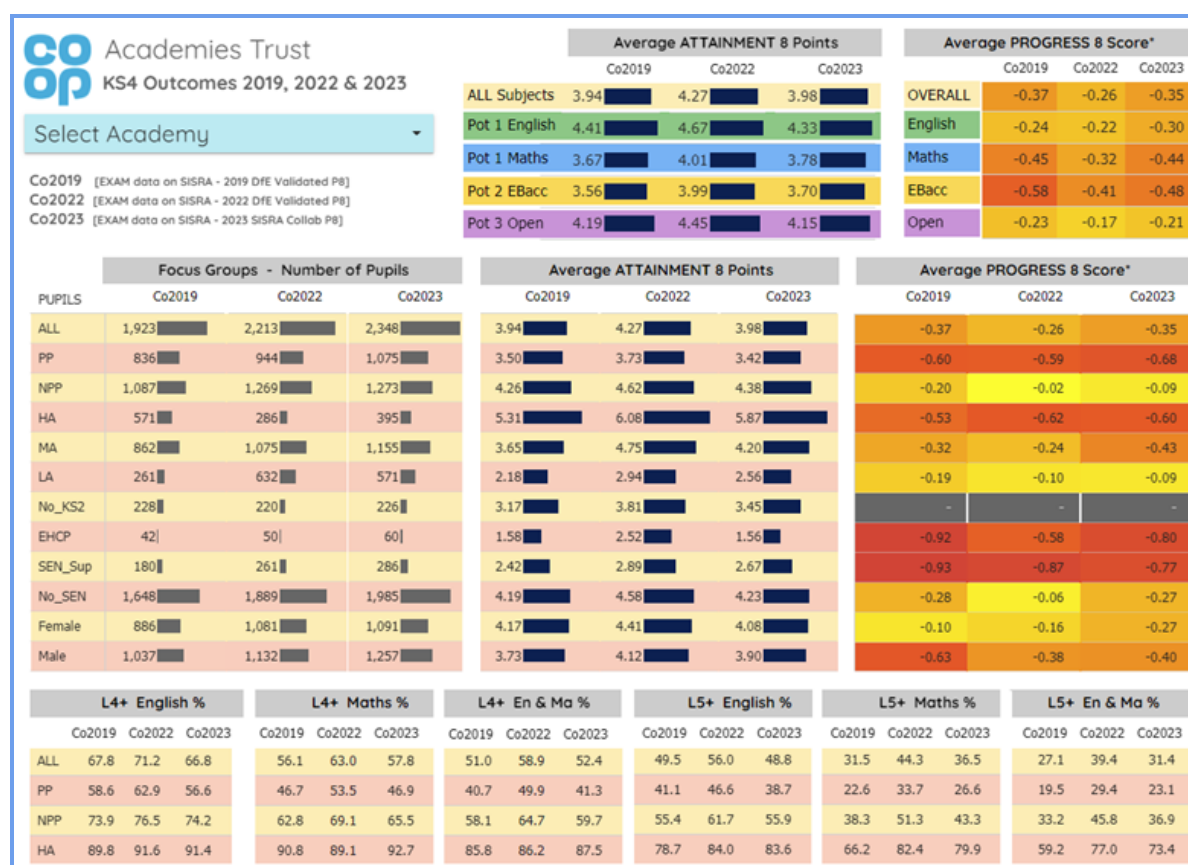 CO
OP
Academies Trust
KS4 Outcomes 2019, 2022 & 2023
Select Academy
Co2019 [EXAM data on SISRA - 2019 DfE Validated P8]
Co2022 [EXAM data on SISRA - 2022 DfE Validated P8]
Co2023 [EXAM data on SISRA - 2023 SISRA Collab P8]
Average ATTAINMENT 8 Points
Co2019 Co2022 Co2023
ALL Subjects 3.94 4.27 3.98
Pot 1 English 4.41 4.67 4.33
Pot 1 Maths 3.67 4.01 3.78
Pot 2 EBacc 3.56 3.99 3.70
Pot 3 Open 4.19 4.45 4.15
Average PROGRESS 8 Score*
Co2019 Co2022 Co2023
OVERALL -0.37 -0.26 -0.35
English -0.24 -0.22 -0.30
Maths -0.45 -0.32 -0.44
EBacc -0.58 -0.41 -0.48
Open -0.23 -0.17 -0.21
Focus Groups - Number of Pupils Average ATTAINMENT 8 Points Average PROGRESS 8 Score*
PUPILS Co2019 Co2022 Co2023 Co2019 Co2022 Co2023 Co2019 Co2022 Co2023
ALL 1,923 2,213 2,348 3.94 4.27 3.98 -0.37 -0.26 -0.35
PP 836 944 1,075 3.50 3.73 3.42 -0.60 -0.59 -0.68
NPP 1,087 1,269 1,273 4.26 4.62 4.38 -0.20 -0.02 -0.09
HA 571 286 395 5.31 6.08 5.87 -0.53 -0.62 -0.60
MA 862 1,075 1,155 3.65 4.75 4.20 -0.32 -0.24 -0.43
LA 261 632 571 2.18 2.94 2.56 -0.19 -0.10 -0.09
No_KS2 228 220 226 3.17 3.81 3.45 - - -
EHCP 42 50 60 1.58 2.52 1.56 -0.92 -0.58 -0.80
SEN_Sup 180 261 286 2.42 2.89 2.67 -0.93 -0.87 -0.77
No_SEN 1,648 1,889 1,985 4.19 4.58 4.23 -0.28 -0.06 -0.27
Female 886 1,081 1,091 4.17 4.41 4.08 -0.10 -0.16 -0.27
Male 1,037 1,132 1,257 3.73 4.12 3.90 -0.63 -0.38 -0.40
L4+ English % L4+ Maths % L4+ En & Ma % L5+ English % L5+ Maths % L5+ En & Ma %
Co2019 Co2022 Co2023 Co2019 Co2022 Co2023 Co2019 Co2022 Co2023 Co2019 Co2022 Co2023 Co2019 Co2022 Co2023 Co2019 Co2022 Co2023
ALL 67.8 71.2 66.8 56.1 63.0 57.8 51.0 58.9 52.4 49.5 56.0 48.8 31.5 44.3 36.5 27.1 39.4 31.4
PP 58.6 62.9 56.6 46.7 53.5 46.9 40.7 49.9 41.3 41.1 46.6 38.7 22.6 33.7 26.6 19.5 29.4 23.1
NPP 73.9 76.5 74.2 62.8 69.1 65.5 58.1 64.7 59.7 55.4 61.7 55.9 38.3 51.3 43.3 33.2 45.8 36.9
HA 89.8 91.6 91.4 90.8 89.1 92.7 85.8 86.2 87.5 78.7 84.0 83.6 66.2 82.4 79.9 59.2 77.0 73.4